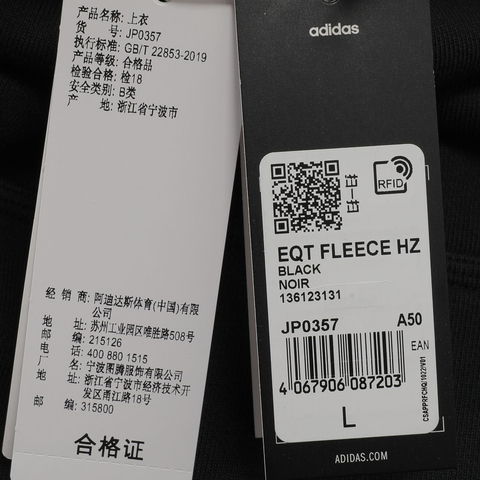 产品名称: 上衣
货 号: JP0357
执行标准: GB/T 22853-2019
产品等级: 合格品
检验合格: 检18
安全类别: B类
产 地: 浙江省宁波市
经 销 商: 阿迪达斯体育(中国)有限
公司
地 址: 苏州工业园区唯胜路508号
邮 编: 215126
电 话: 400 880 1515
厂 名: 宁波图腾服饰有限公司
地 址: 浙江省宁波市经济技术开
发区甬江路18号
邮 编: 315800
合格证
adidas
RFID
EQT FLEECE HZ
BLACK
NOIR
136123131
JP0357 A50
EAN
4 067906 087203
CSAPPRFCHQ/1022/V01
L
ADIDAS.COM